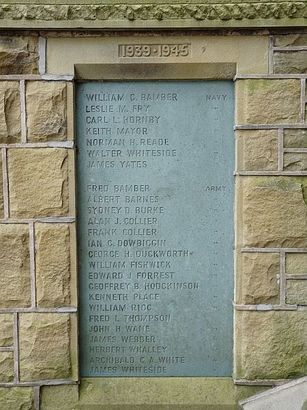 1939-1945
WILLIAM C. BAMBER NAVY
LESLIE M. FRY
CARL L. HORNBY
KEITH MAYOR
NORMAN H. READE
WALTER WHITESIDE
JAMES YATES
FRED BAMBER ARMY
ALBERT BARNES
SYDNEY D. BURKE
ALAN J. COLLIER
FRANK COLLIER
IAN C. DOWBIGGIN
GEORGE H. DUCKWORTH
WILLIAM FISHWICK
EDWARD J. FORREST
GEOFFREY B. HODGKINSON
KENNETH PLACE
WILLIAM RIGG
FRED L. THOMPSON
JOHN H. WANE
JAMES WEBBER
HERBERT WHALLEY
ARCHIBALD C. A. WHITE
JAMES WHITESIDE